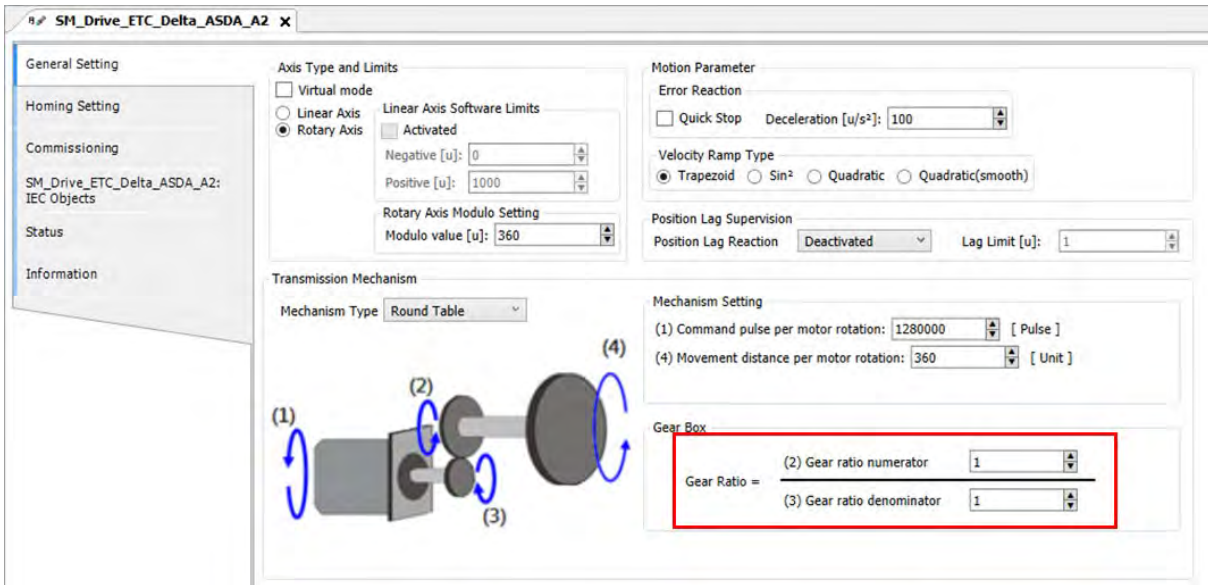 SM_Drive_ETC_Delta_ASDA_A2 X
General Setting
Homing Setting
Commissioning
SM_Drive_ETC_Delta_ASDA_A2:
IEC Objects
Status
Information
Axis Type and Limits
Virtual mode
Linear Axis
Rotary Axis
Linear Axis Software Limits
Activated
Negative [u]: 0
Positive [u]: 1000
Rotary Axis Modulo Setting
Modulo value [u]: 360
Motion Parameter
Error Reaction
Quick Stop Deceleration [u/s²]: 100
Velocity Ramp Type
Trapezoid Sin² Quadratic Quadratic(smooth)
Position Lag Supervision
Position Lag Reaction Deactivated Lag Limit [u]: 1
Transmission Mechanism
Mechanism Type Round Table
(1)
(2)
(3)
(4)
Mechanism Setting
(1) Command pulse per motor rotation: 1280000 [ Pulse ]
(4) Movement distance per motor rotation: 360 [ Unit ]
Gear Box
Gear Ratio =
(2) Gear ratio numerator 1
(3) Gear ratio denominator 1